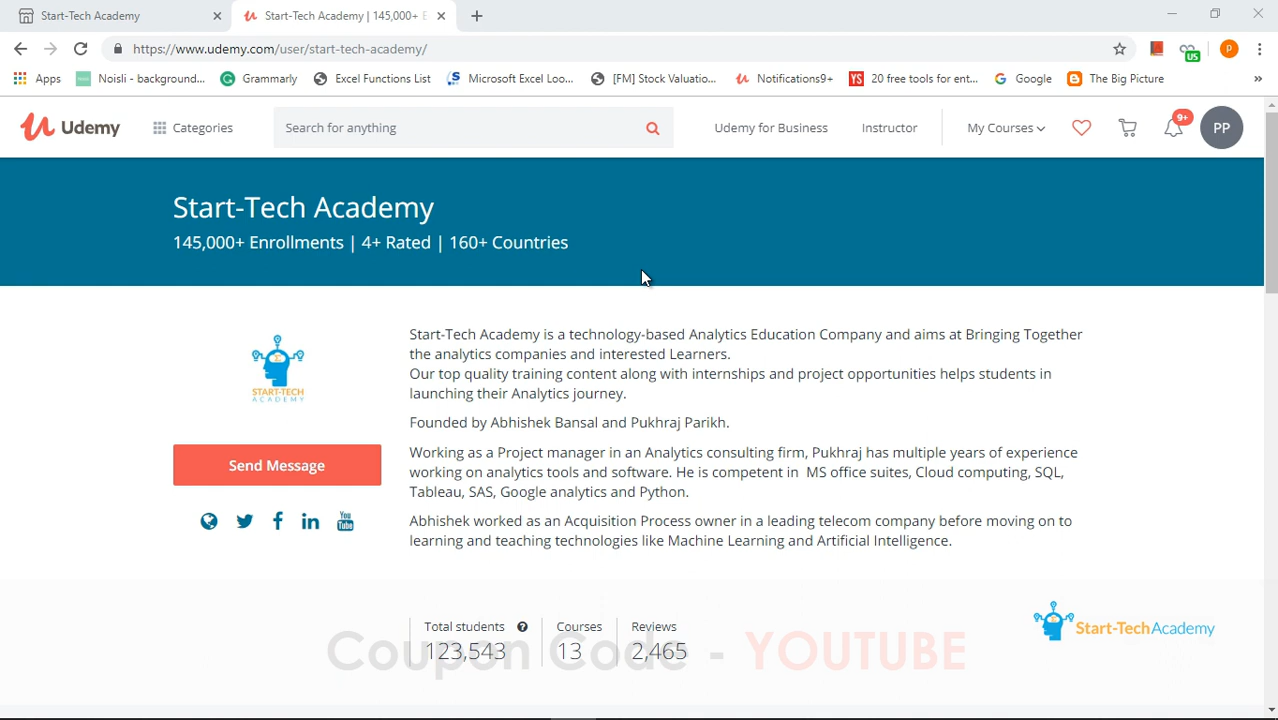 Start-Tech Academy
Start-Tech Academy | 145,000+ E
https://www.udemy.com/user/start-tech-academy/
Apps
Noisli - background...
Grammarly
Excel Functions List
Microsoft Excel Loo...
[FM] Stock Valuatio...
Notifications9+
20 free tools for ent...
Google
The Big Picture
US
P
YS
Udemy
Categories
Search for anything
Udemy for Business
Instructor
My Courses
9+
PP
Start-Tech Academy
145,000+ Enrollments | 4+ Rated | 160+ Countries
START-TECH
ACADEMY
Send Message
You
Tube
Start-Tech Academy is a technology-based Analytics Education Company and aims at Bringing Together
the analytics companies and interested Learners.
Our top quality training content along with internships and project opportunities helps students in
launching their Analytics journey.
Founded by Abhishek Bansal and Pukhraj Parikh.
Working as a Project manager in an Analytics consulting firm, Pukhraj has multiple years of experience
working on analytics tools and software. He is competent in MS office suites, Cloud computing, SQL,
Tableau, SAS, Google analytics and Python.
Abhishek worked as an Acquisition Process owner in a leading telecom company before moving on to
learning and teaching technologies like Machine Learning and Artificial Intelligence.
Total students
123,543
Courses
13
Reviews
2,465
Coupon Code - YOUTUBE
Start-TechAcademy